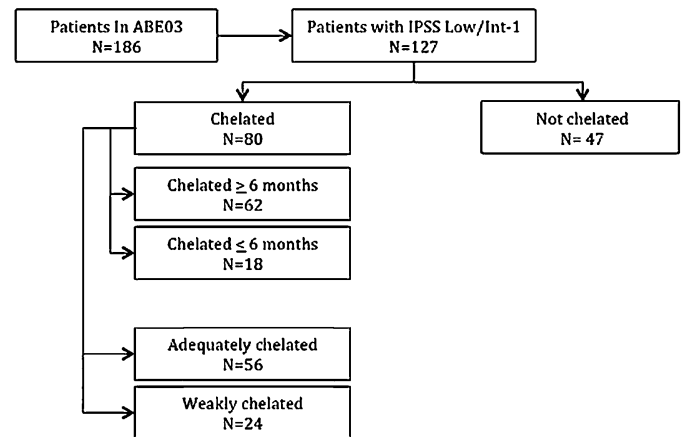 Patients In ABE03
N=186
Patients with IPSS Low/Int-1
N=127
Chelated
N=80
Not chelated
N= 47
Chelated ≥ 6 months
N=62
Chelated ≤ 6 months
N=18
Adequately chelated
N=56
Weakly chelated
N=24